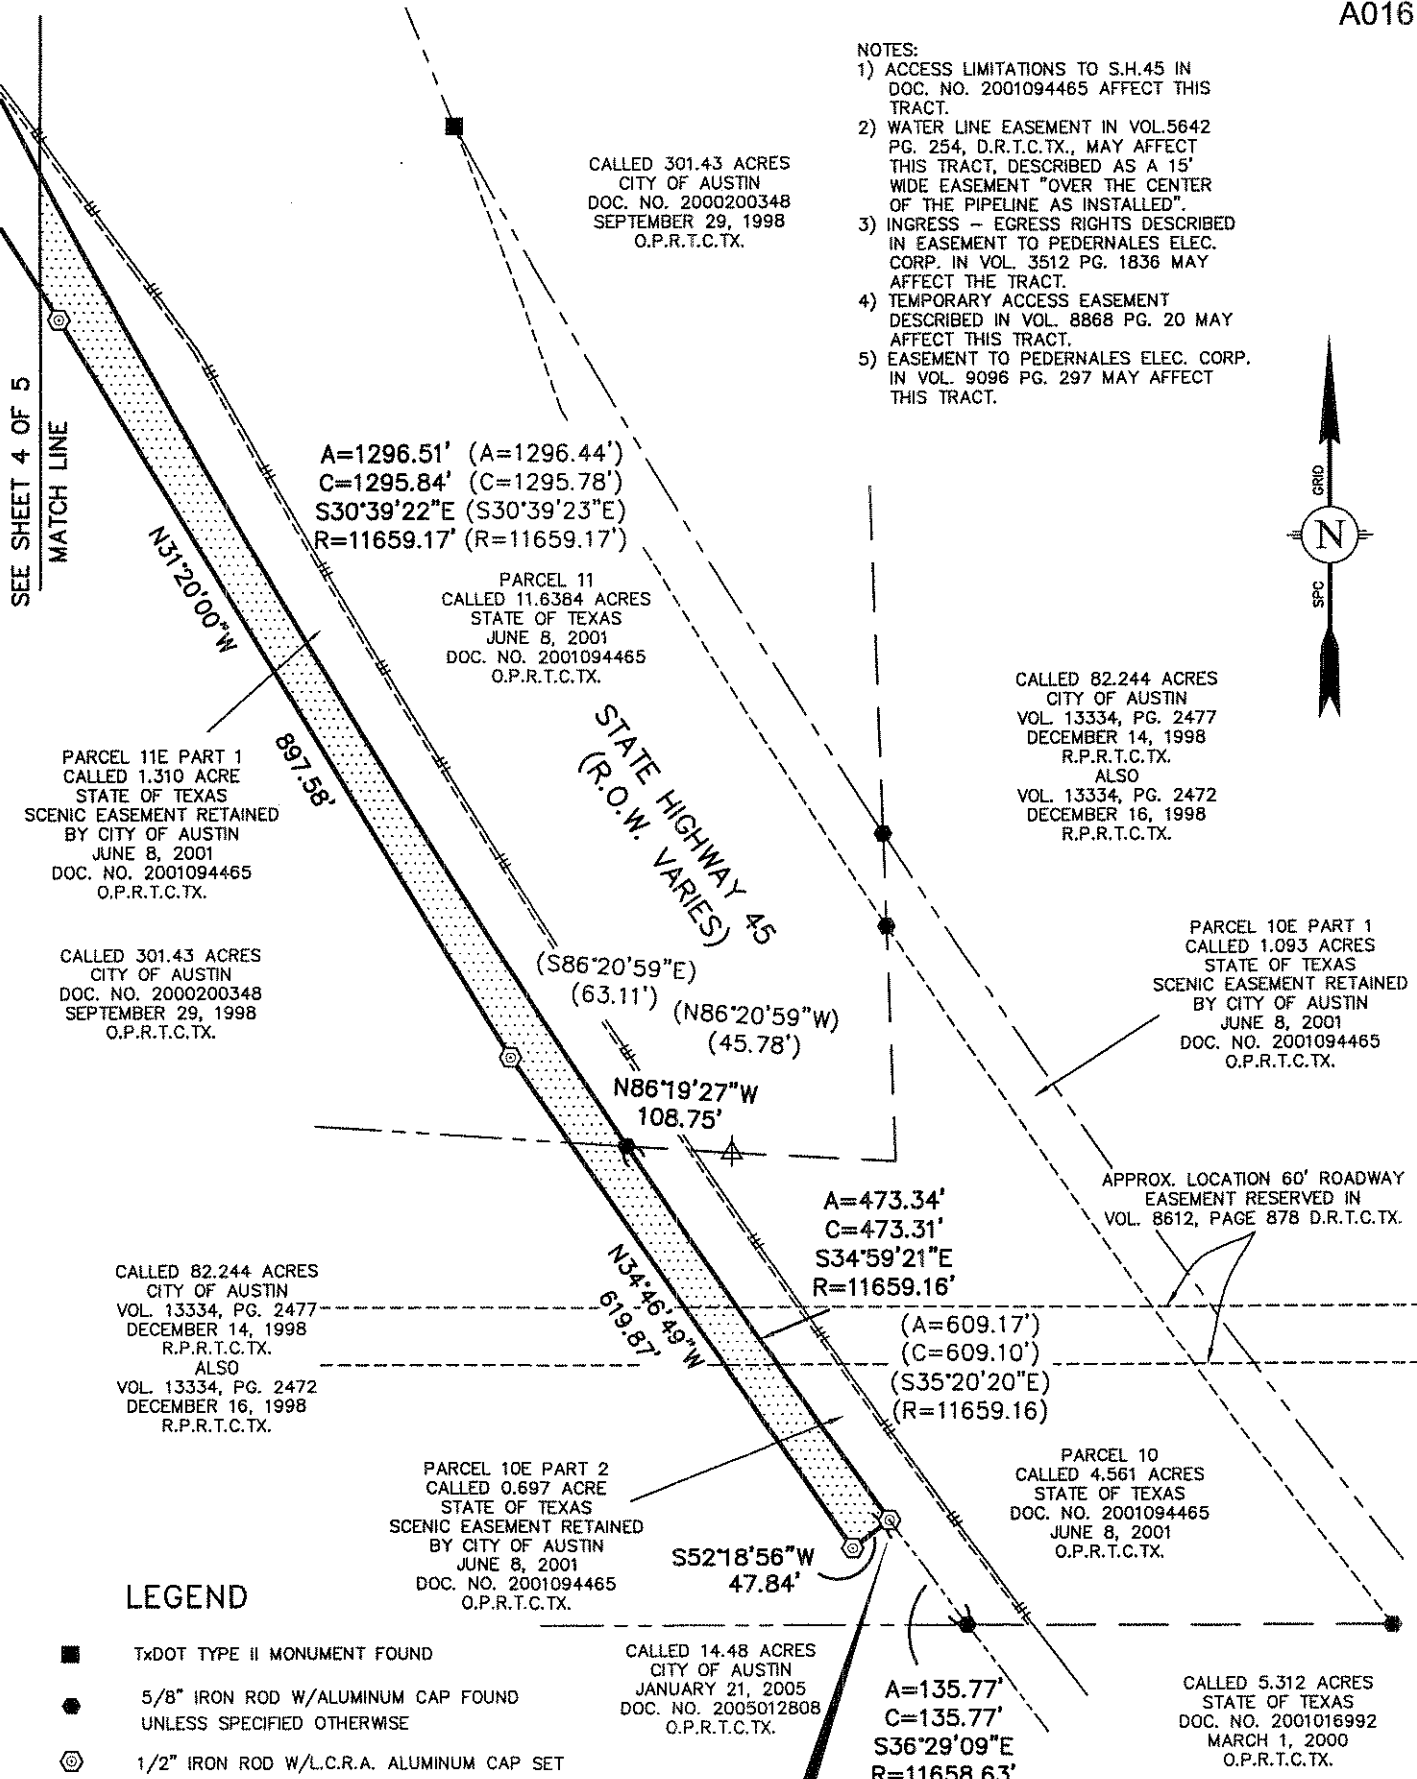 A016
NOTES:
1) ACCESS LIMITATIONS TO S.H.45 IN
DOC. NO. 2001094465 AFFECT THIS
TRACT.
2) WATER LINE EASEMENT IN VOL.5642
PG. 254, D.R.T.C.TX., MAY AFFECT
THIS TRACT, DESCRIBED AS A 15'
WIDE EASEMENT "OVER THE CENTER
OF THE PIPELINE AS INSTALLED".
3) INGRESS – EGRESS RIGHTS DESCRIBED
IN EASEMENT TO PEDERNALES ELEC.
CORP. IN VOL. 3512 PG. 1836 MAY
AFFECT THE TRACT.
4) TEMPORARY ACCESS EASEMENT
DESCRIBED IN VOL. 8868 PG. 20 MAY
AFFECT THIS TRACT.
5) EASEMENT TO PEDERNALES ELEC. CORP.
IN VOL. 9096 PG. 297 MAY AFFECT
THIS TRACT.
CALLED 301.43 ACRES
CITY OF AUSTIN
DOC. NO. 2000200348
SEPTEMBER 29, 1998
O.P.R.T.C.TX.
SEE SHEET 4 OF 5
MATCH LINE
GRID
N
SPC
A=1296.51' (A=1296.44')
C=1295.84' (C=1295.78')
S30°39'22"E (S30°39'23"E)
R=11659.17' (R=11659.17')
N31°20'00"W
897.58'
PARCEL 11
CALLED 11.6384 ACRES
STATE OF TEXAS
JUNE 8, 2001
DOC. NO. 2001094465
O.P.R.T.C.TX.
STATE HIGHWAY 45
(R.O.W. VARIES)
CALLED 82.244 ACRES
CITY OF AUSTIN
VOL. 13334, PG. 2477
DECEMBER 14, 1998
R.P.R.T.C.TX.
ALSO
VOL. 13334, PG. 2472
DECEMBER 16, 1998
R.P.R.T.C.TX.
PARCEL 11E PART 1
CALLED 1.310 ACRE
STATE OF TEXAS
SCENIC EASEMENT RETAINED
BY CITY OF AUSTIN
JUNE 8, 2001
DOC. NO. 2001094465
O.P.R.T.C.TX.
CALLED 301.43 ACRES
CITY OF AUSTIN
DOC. NO. 2000200348
SEPTEMBER 29, 1998
O.P.R.T.C.TX.
(S86°20'59"E)
(63.11')
(N86°20'59"W)
(45.78')
N86°19'27"W
108.75'
PARCEL 10E PART 1
CALLED 1.093 ACRES
STATE OF TEXAS
SCENIC EASEMENT RETAINED
BY CITY OF AUSTIN
JUNE 8, 2001
DOC. NO. 2001094465
O.P.R.T.C.TX.
APPROX. LOCATION 60' ROADWAY
EASEMENT RESERVED IN
VOL. 8612, PAGE 878 D.R.T.C.TX.
A=473.34'
C=473.31'
S34°59'21"E
R=11659.16'
(A=609.17')
(C=609.10')
(S35°20'20"E)
(R=11659.16)
N34°46'49"W
619.87'
CALLED 82.244 ACRES
CITY OF AUSTIN
VOL. 13334, PG. 2477
DECEMBER 14, 1998
R.P.R.T.C.TX.
ALSO
VOL. 13334, PG. 2472
DECEMBER 16, 1998
R.P.R.T.C.TX.
PARCEL 10E PART 2
CALLED 0.697 ACRE
STATE OF TEXAS
SCENIC EASEMENT RETAINED
BY CITY OF AUSTIN
JUNE 8, 2001
DOC. NO. 2001094465
O.P.R.T.C.TX.
S52°18'56"W
47.84'
PARCEL 10
CALLED 4.561 ACRES
STATE OF TEXAS
DOC. NO. 2001094465
JUNE 8, 2001
O.P.R.T.C.TX.
LEGEND
TxDOT TYPE II MONUMENT FOUND
5/8" IRON ROD W/ALUMINUM CAP FOUND
UNLESS SPECIFIED OTHERWISE
1/2" IRON ROD W/L.C.R.A. ALUMINUM CAP SET
CALLED 14.48 ACRES
CITY OF AUSTIN
JANUARY 21, 2005
DOC. NO. 2005012808
O.P.R.T.C.TX.
A=135.77'
C=135.77'
S36°29'09"E
R=11658.63'
CALLED 5.312 ACRES
STATE OF TEXAS
DOC. NO. 2001016992
MARCH 1, 2000
O.P.R.T.C.TX.